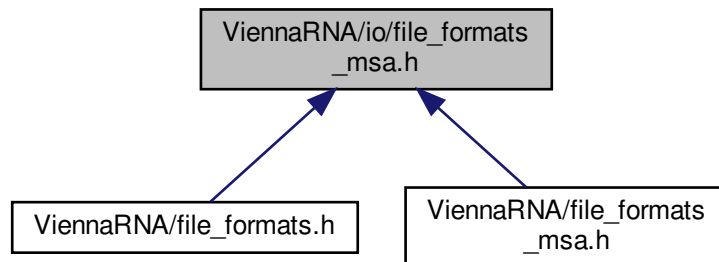 ViennaRNA/io/file_formats
_msa.h
ViennaRNA/file_formats.h
ViennaRNA/file_formats
_msa.h